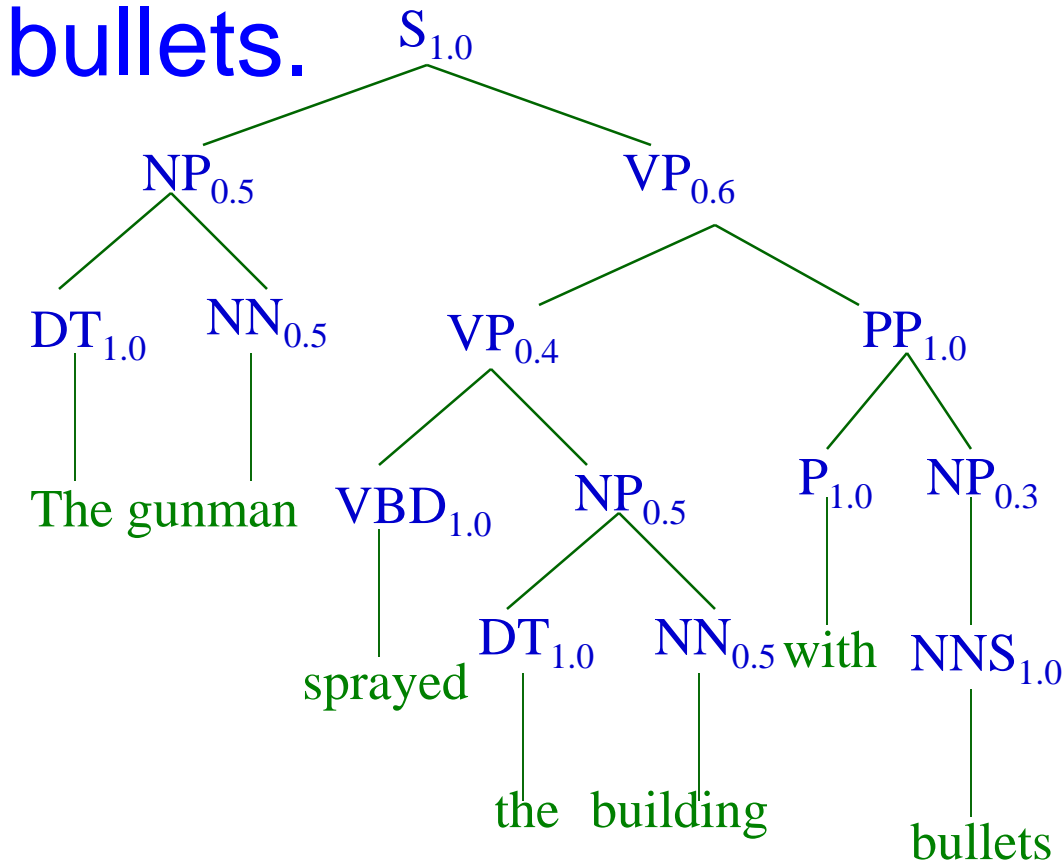 bullets.
S1.0
NP0.5 VP0.6
DT1.0 NN0.5 VP0.4 PP1.0
The gunman VBD1.0 NP0.5 P1.0 NP0.3
sprayed DT1.0 NN0.5 with NNS1.0
the building bullets